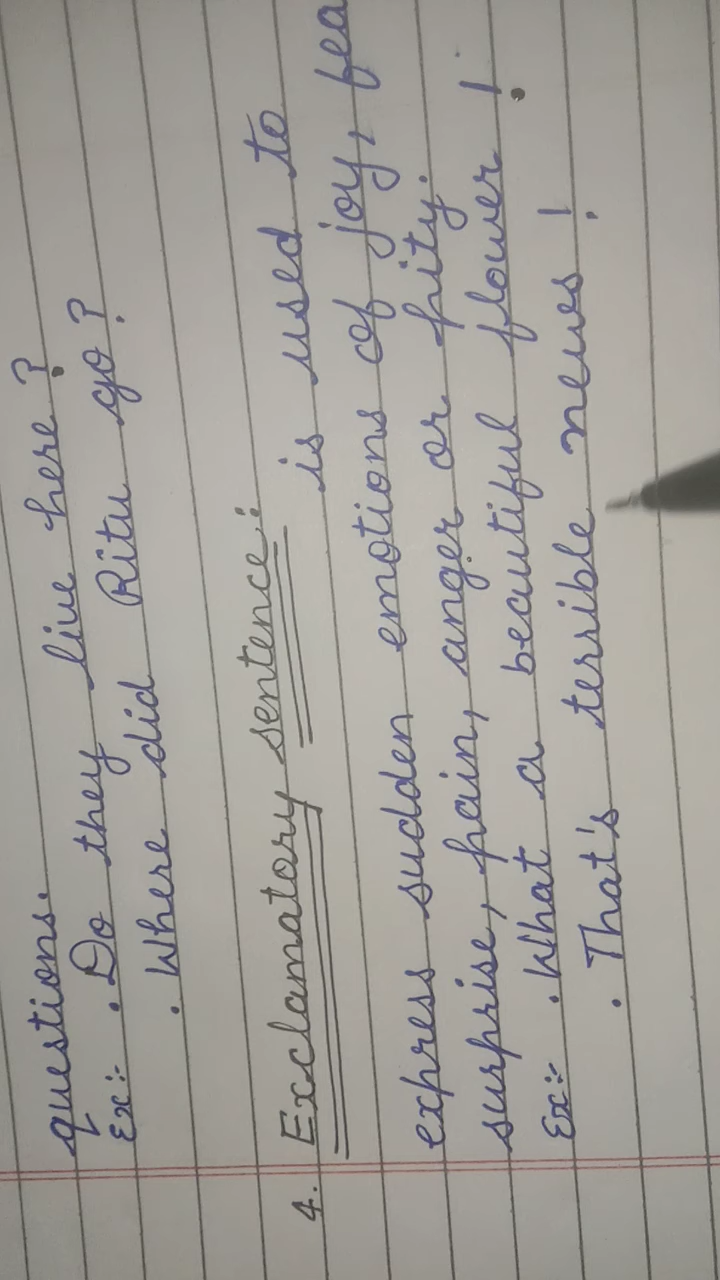 questions.
Ex:- . Do they live here ?
. Where did Ritu go ?
4. Exclamatory sentence: is used to
express sudden emotions of joy, fea
surprise, pain, anger or pity.
Ex:- . What a beautiful flower !
. That's terrible news !